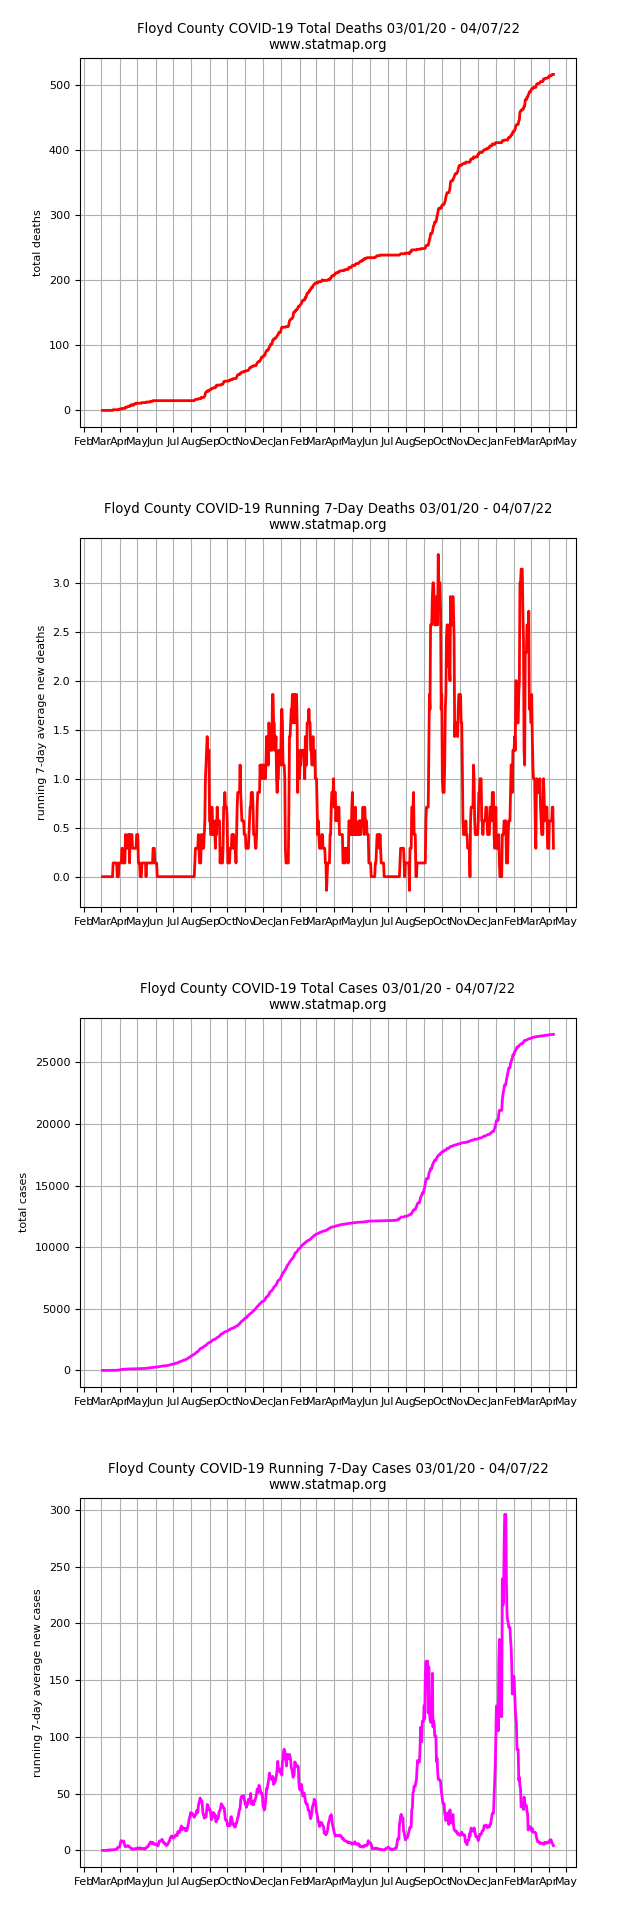 Floyd County COVID-19 Total Deaths 03/01/20 - 04/07/22
www.statmap.org
500
400
300
200
100
0
total deaths
Feb Mar Apr May Jun Jul Aug Sep Oct Nov Dec Jan Feb Mar Apr May Jun Jul Aug Sep Oct Nov Dec Jan Feb Mar Apr May
Floyd County COVID-19 Running 7-Day Deaths 03/01/20 - 04/07/22
www.statmap.org
3.0
2.5
2.0
1.5
1.0
0.5
0.0
running 7-day average new deaths
Feb Mar Apr May Jun Jul Aug Sep Oct Nov Dec Jan Feb Mar Apr May Jun Jul Aug Sep Oct Nov Dec Jan Feb Mar Apr May
Floyd County COVID-19 Total Cases 03/01/20 - 04/07/22
www.statmap.org
25000
20000
15000
10000
5000
0
total cases
Feb Mar Apr May Jun Jul Aug Sep Oct Nov Dec Jan Feb Mar Apr May Jun Jul Aug Sep Oct Nov Dec Jan Feb Mar Apr May
Floyd County COVID-19 Running 7-Day Cases 03/01/20 - 04/07/22
www.statmap.org
300
250
200
150
100
50
0
running 7-day average new cases
Feb Mar Apr May Jun Jul Aug Sep Oct Nov Dec Jan Feb Mar Apr May Jun Jul Aug Sep Oct Nov Dec Jan Feb Mar Apr May